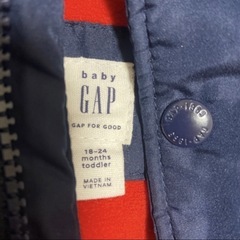 baby
GAP
GAP FOR GOOD
18-24
months
toddler
MADE IN
VIETNAM